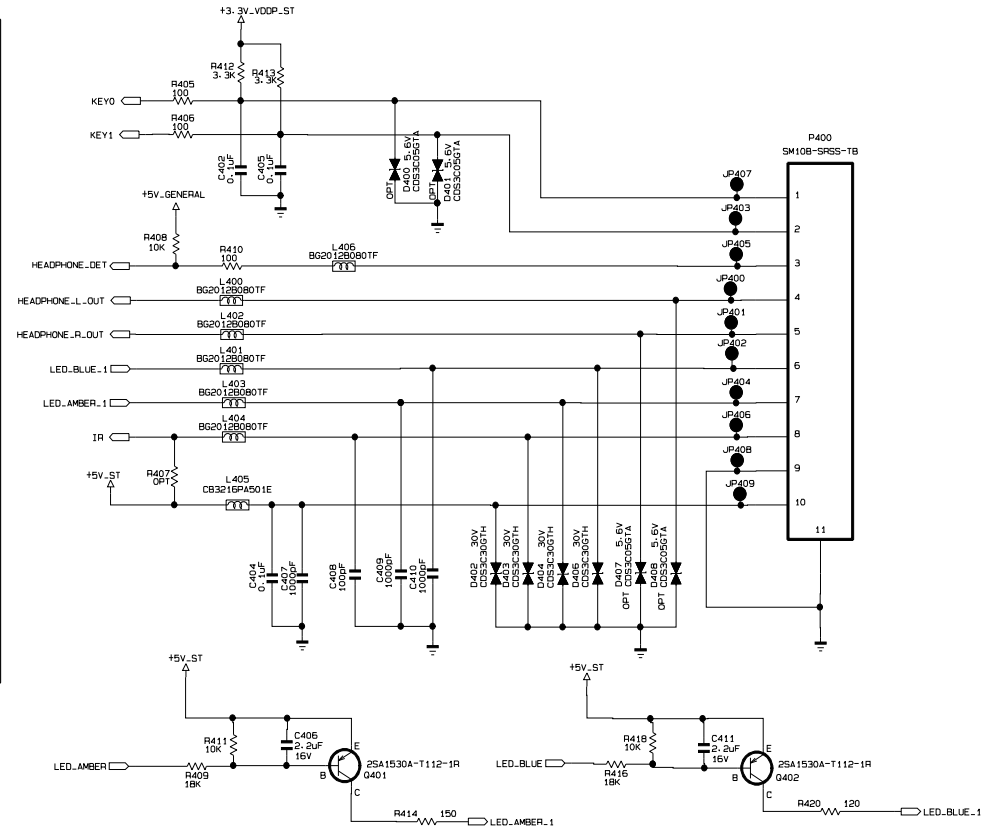 +3.3V_VDDP_ST
R412
3.3K
R413
3.3K
R405
100
KEY0
R406
100
KEY1
C402
0.1uF
C405
0.1uF
D400 5.6V
CDS3C05GTA
OPT
D401 5.6V
CDS3C05GTA
OPT
P400
SM10B-SRSS-TB
+5V_GENERAL
R408
10K
R410
100
L406
BG2012B080TF
HEADPHONE_DET
L400
BG2012B080TF
HEADPHONE_L_OUT
L402
BG2012B080TF
HEADPHONE_R_OUT
L401
BG2012B080TF
LED_BLUE_1
L403
BG2012B080TF
LED_AMBER_1
L404
BG2012B080TF
IR
R407
OPT
+5V_ST
L405
CB3216PA501E
JP407
1
JP403
2
JP405
3
JP400
4
JP401
5
JP402
6
JP404
7
JP406
8
JP408
9
JP409
10
11
C404
0.1uF
C407
1000pF
C408
100pF
C409
1000pF
C410
1000pF
D402 30V
CDS3C30GTH
D403 30V
CDS3C30GTH
D404 30V
CDS3C30GTH
D406 30V
CDS3C30GTH
D407 5.6V
OPT CDS3C05GTA
D408 5.6V
OPT CDS3C05GTA
+5V_ST
R411
10K
C406
2.2uF
16V
LED_AMBER
R409
18K
E
B
C
2SA1530A-T112-1R
Q401
R414 150
LED_AMBER_1
+5V_ST
R418
10K
C411
2.2uF
16V
LED_BLUE
R416
18K
E
B
C
2SA1530A-T112-1R
Q402
R420 120
LED_BLUE_1